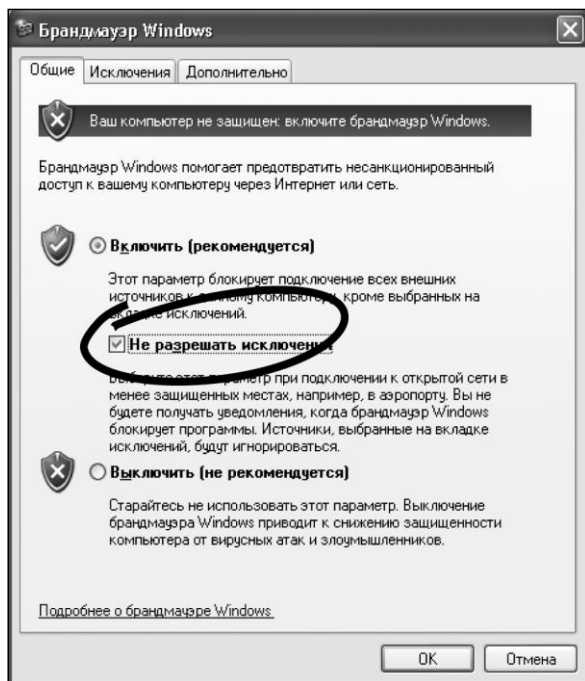 Брандмауэр Windows
Общие Исключения Дополнительно
Ваш компьютер не защищен: включите брандмауэр Windows.
Брандмауэр Windows помогает предотвратить несанкционированный
доступ к вашему компьютеру через Интернет или сеть.
Включить (рекомендуется)
Этот параметр блокирует подключение всех внешних
источников к данному компьютеру, кроме выбранных на
вкладке исключений.
Не разрешать исключения
Выберите этот параметр при подключении к открытой сети в
менее защищенных местах, например, в аэропорту. Вы не
будете получать уведомления, когда брандмауэр Windows
блокирует программы. Источники, выбранные на вкладке
исключений, будут игнорироваться.
Выключить (не рекомендуется)
Старайтесь не использовать этот параметр. Выключение
брандмауэра Windows приводит к снижению защищенности
компьютера от вирусных атак и злоумышленников.
Подробнее о брандмауэре Windows
OK Отмена